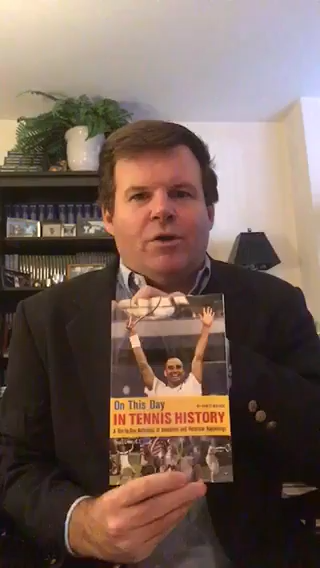 On This Day
IN TENNIS HISTORY
A Day-by-Day Anthology of Anecdotes and Historical Happenings